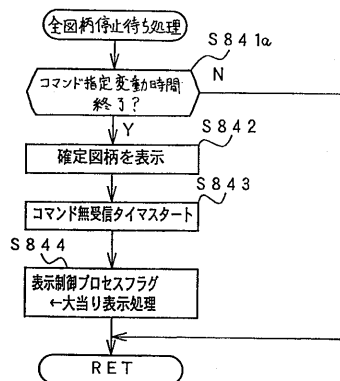 全図柄停止待ち処理
S841a
コマンド指定変動時間
終了?
N
Y
S842
確定図柄を表示
S843
コマンド無受信タイマスタート
S844
表示制御プロセスフラグ
←大当り表示処理
RET